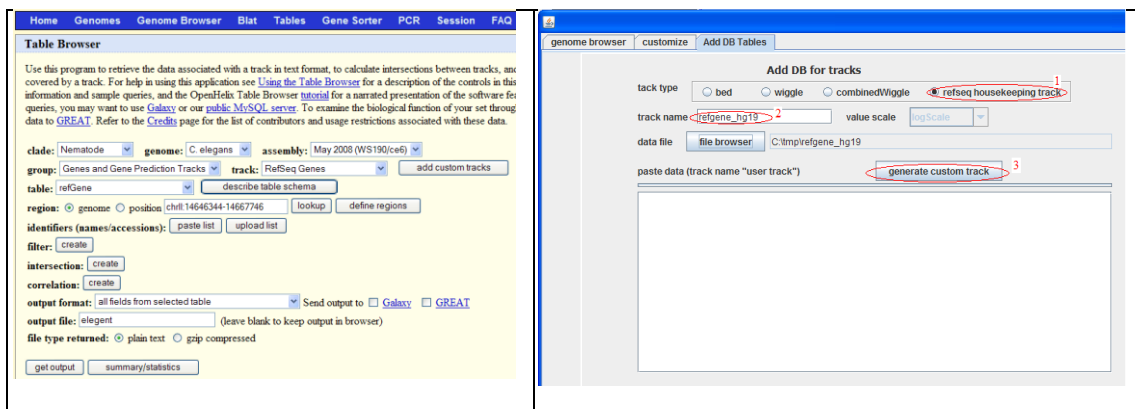 Home Genomes Genome Browser Blat Tables Gene Sorter PCR Session FAQ
Table Browser
Use this program to retrieve the data associated with a track in text format, to calculate intersections between tracks, and
covered by a track. For help in using this application see Using the Table Browser for a description of the controls in this
information and sample queries, and the OpenHelix Table Browser tutorial for a narrated presentation of the software fea
queries, you may want to use Galaxy or our public MySQL server. To examine the biological function of your set throug
data to GREAT. Refer to the Credits page for the list of contributors and usage restrictions associated with these data.
clade: Nematode genome: C. elegans assembly: May 2008 (WS190/ce6)
group: Genes and Gene Prediction Tracks track: RefSeq Genes add custom tracks
table: refGene describe table schema
region: genome position chrII:14646344-14667746 lookup define regions
identifiers (names/accessions): paste list upload list
filter: create
intersection: create
correlation: create
output format: all fields from selected table Send output to Galaxy GREAT
output file: elegent (leave blank to keep output in browser)
file type returned: plain text gzip compressed
get output summary/statistics
genome browser customize Add DB Tables
Add DB for tracks
1
tack type bed wiggle combinedWiggle refseq housekeeping track
track name refgene_hg19 2 value scale logScale
data file file browser C:\tmp\refgene_hg19
paste data (track name "user track") generate custom track 3